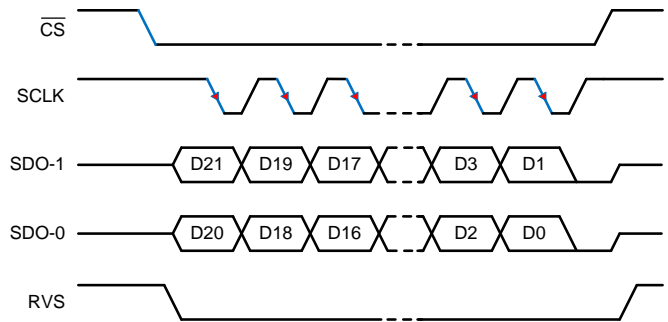 CS
SCLK
SDO-1 D21 D19 D17 D3 D1
SDO-0 D20 D18 D16 D2 D0
RVS